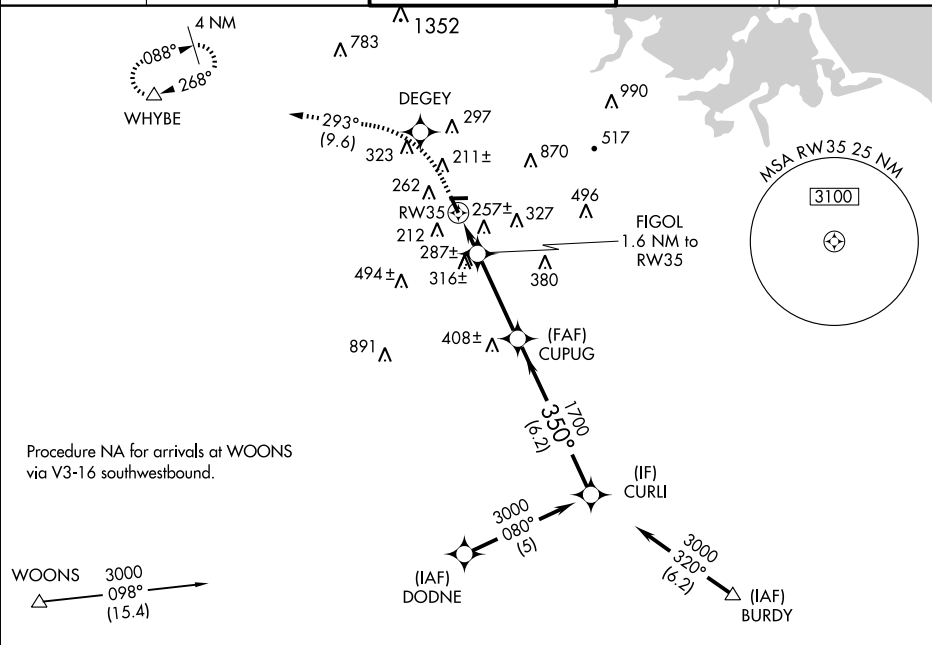 4 NM
1352
783
088°
268°
WHYBE
990
DEGEY
297
517
293°
(9.6)
323
211±
870
MSA RW35 25 NM
3100
262
RW35
257±
327
496
212
FIGOL
1.6 NM to
RW35
287±
316±
380
494±
408±
(FAF)
CUPUG
891
1700
350°
(6.2)
Procedure NA for arrivals at WOONS
via V3-16 southwestbound.
(IF)
CURLI
3000
080°
(5)
3000
320°
(6.2)
WOONS
3000
098°
(15.4)
(IAF)
DODNE
(IAF)
BURDY